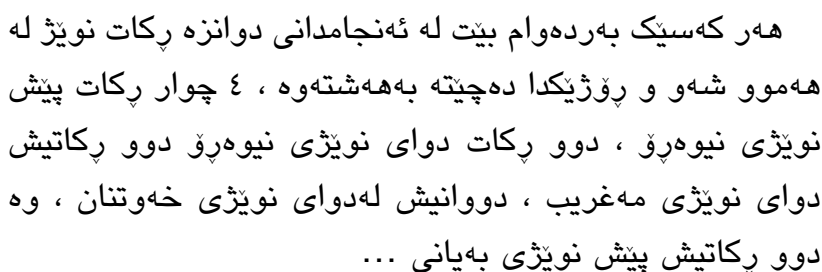 هەر کەسێک بەردەوام بێت لە ئەنجامدانی دوانزە ڕکات نوێژ لە
هەموو شەو و ڕۆژێکدا دەچێتە بەهەشتەوە ، ٤ چوار ڕکات پێش
نوێژی نیوەڕۆ ، دوو ڕکات دوای نوێژی نیوەڕۆ دوو ڕکاتیش
دوای نوێژی مەغریب ، دووانیش لەدوای نوێژی خەوتنان ، وە
دوو ڕکاتیش پێش نوێژی بەیانی ...